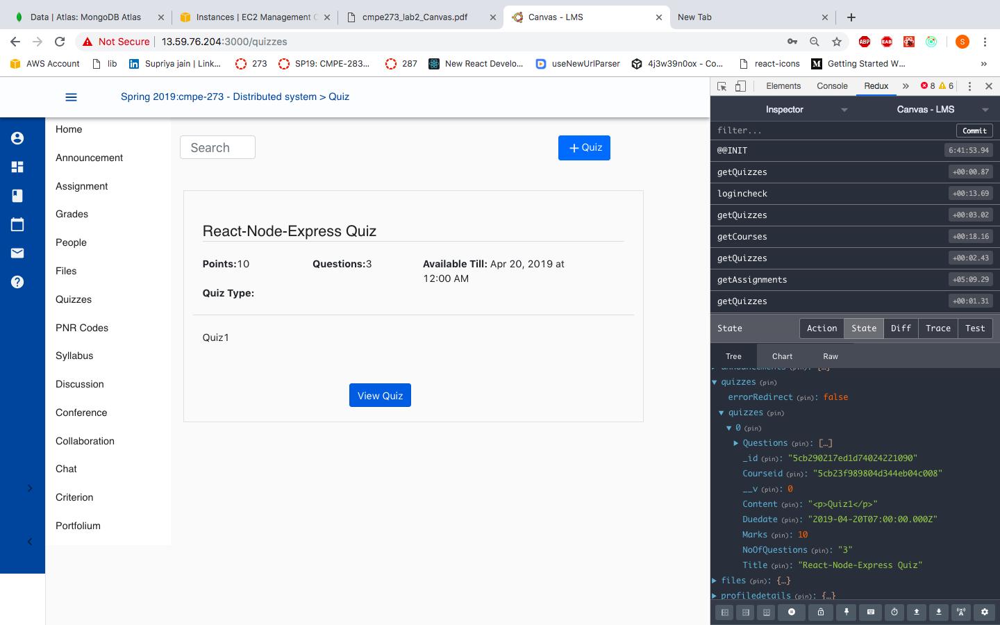 Data | Atlas: MongoDB Atlas
Instances | EC2 Management C
cmpe273_lab2_Canvas.pdf
Canvas - LMS
New Tab
Not Secure | 13.59.76.204:3000/quizzes
ABP
EAB
S
AWS Account
lib
Supriya jain | Link...
273
SP19: CMPE-283...
287
New React Develo...
useNewUrlParser
4j3w39n0ox - Co...
react-icons
Getting Started W...
»
Spring 2019:cmpe-273 - Distributed system > Quiz
Home
Announcement
Assignment
Grades
People
Files
Quizzes
PNR Codes
Syllabus
Discussion
Conference
Collaboration
Chat
Criterion
Portfolium
Search
+ Quiz
React-Node-Express Quiz
Points:10
Questions:3
Available Till: Apr 20, 2019 at
12:00 AM
Quiz Type:
Quiz1
View Quiz
Elements Console Redux » 8 6
Inspector
Canvas - LMS
filter...
Commit
@@INIT 6:41:53.94
getQuizzes +00:00.87
logincheck +00:13.69
getQuizzes +00:03.02
getCourses +00:18.16
getQuizzes +00:02.43
getAssignments +05:09.29
getQuizzes +00:01.31
State
Action State Diff Trace Test
Tree Chart Raw
announcements (pin): {…}
quizzes (pin)
errorRedirect (pin): false
quizzes (pin)
0 (pin)
Questions (pin): […]
_id (pin): "5cb290217ed1d74024221090"
Courseid (pin): "5cb23f989804d344eb04c008"
__v (pin): 0
Content (pin): "<p>Quiz1</p>"
Duedate (pin): "2019-04-20T07:00:00.000Z"
Marks (pin): 10
NoOfQuestions (pin): "3"
Title (pin): "React-Node-Express Quiz"
files (pin): {…}
profiledetails (pin): {…}